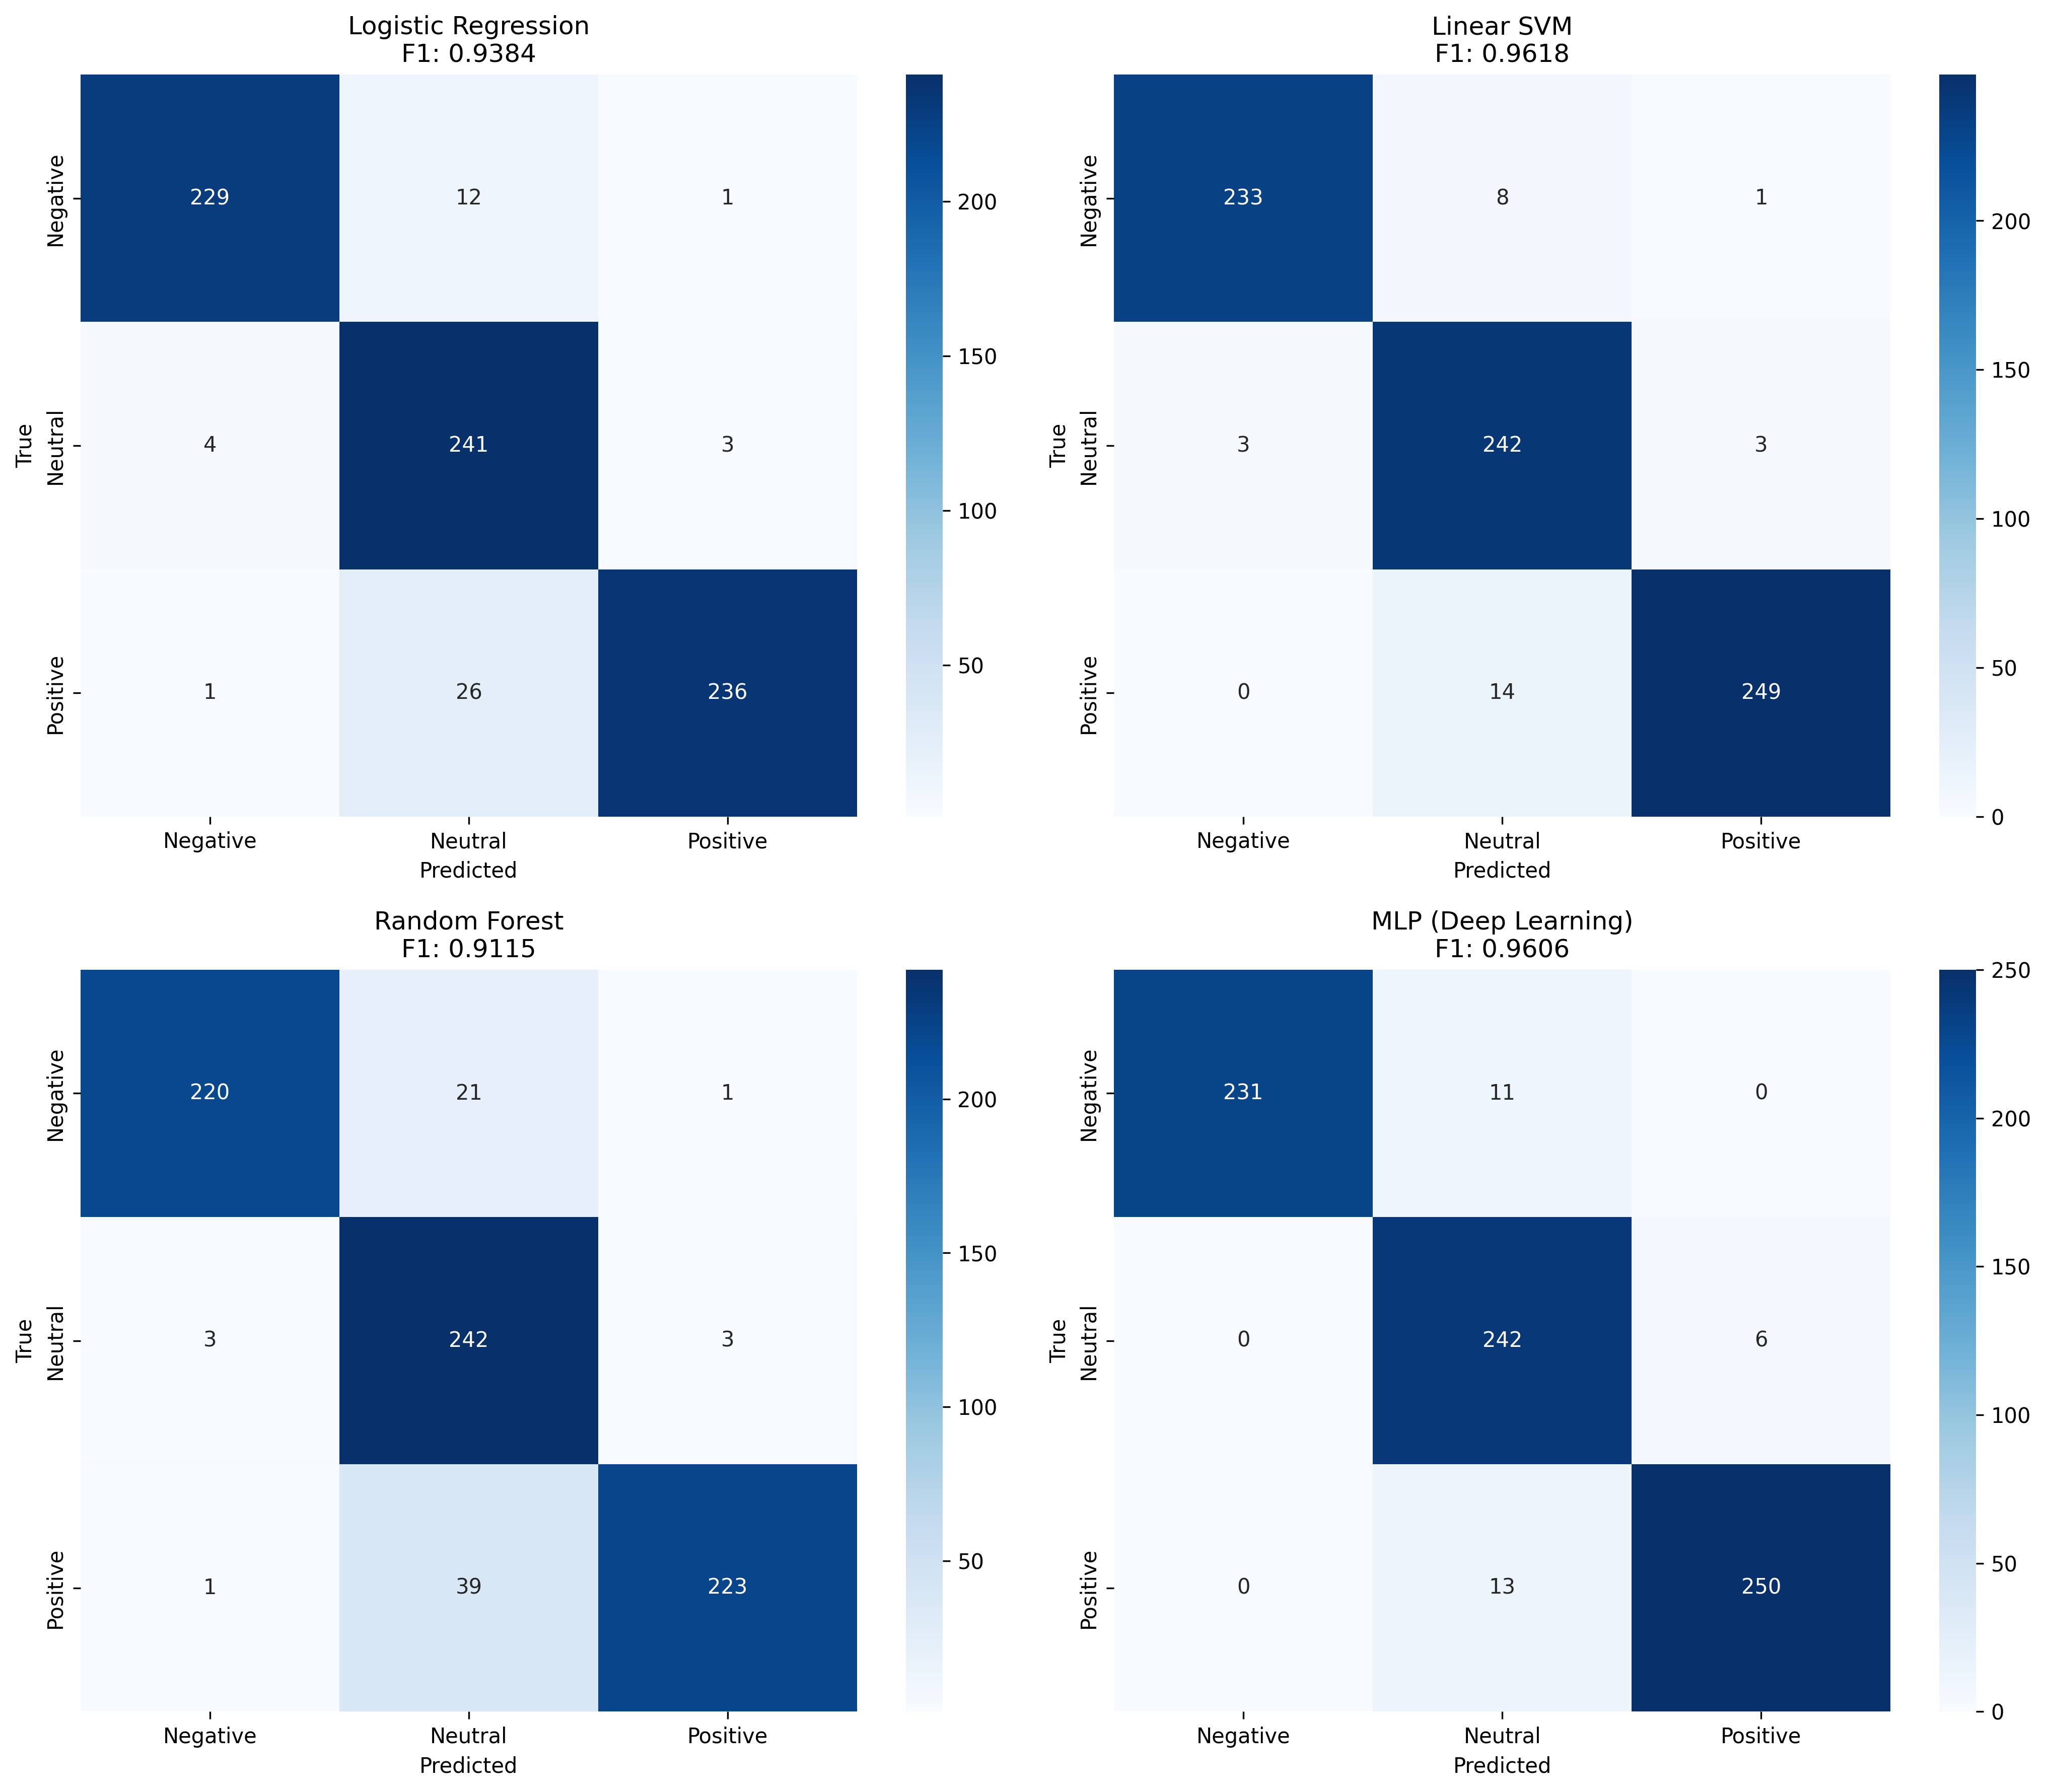 Logistic Regression
F1: 0.9384
Negative
229 12 1
Neutral
4 241 3
True
Positive
1 26 236
Negative Neutral Positive
Predicted
200
150
100
50
Linear SVM
F1: 0.9618
Negative
233 8 1
Neutral
3 242 3
True
Positive
0 14 249
Negative Neutral Positive
Predicted
200
150
100
50
0
Random Forest
F1: 0.9115
Negative
220 21 1
Neutral
3 242 3
True
Positive
1 39 223
Negative Neutral Positive
Predicted
200
150
100
50
MLP (Deep Learning)
F1: 0.9606
Negative
231 11 0
Neutral
0 242 6
True
Positive
0 13 250
Negative Neutral Positive
Predicted
250
200
150
100
50
0